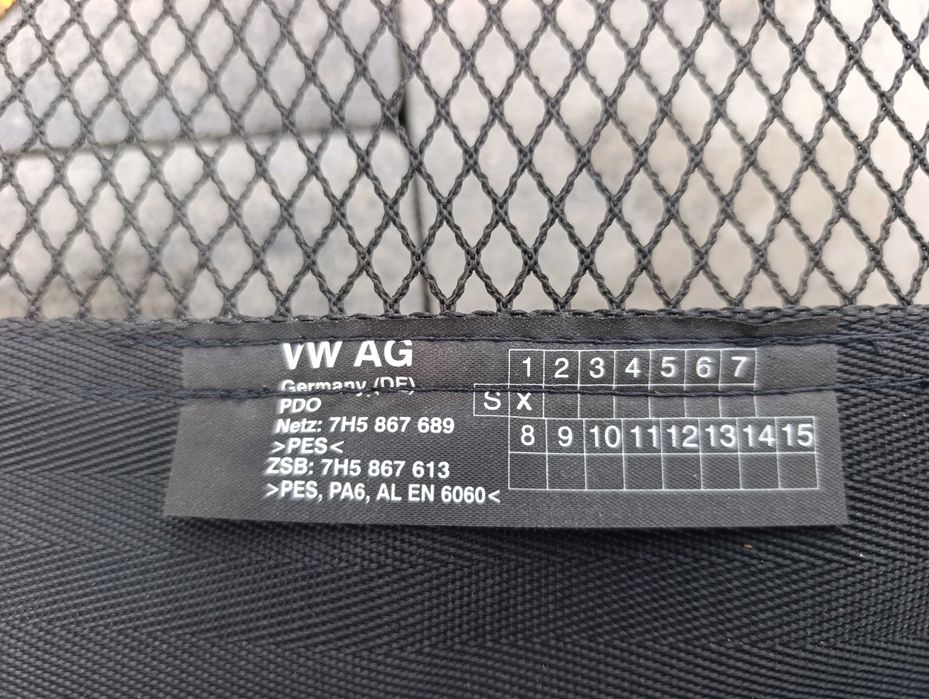 VW AG
Germany (DE)
PDO
Netz: 7H5 867 689
>PES<
ZSB: 7H5 867 613
>PES, PA6, AL EN 6060<
1 2 3 4 5 6 7
S X
8 9 10 11 12 13 14 15